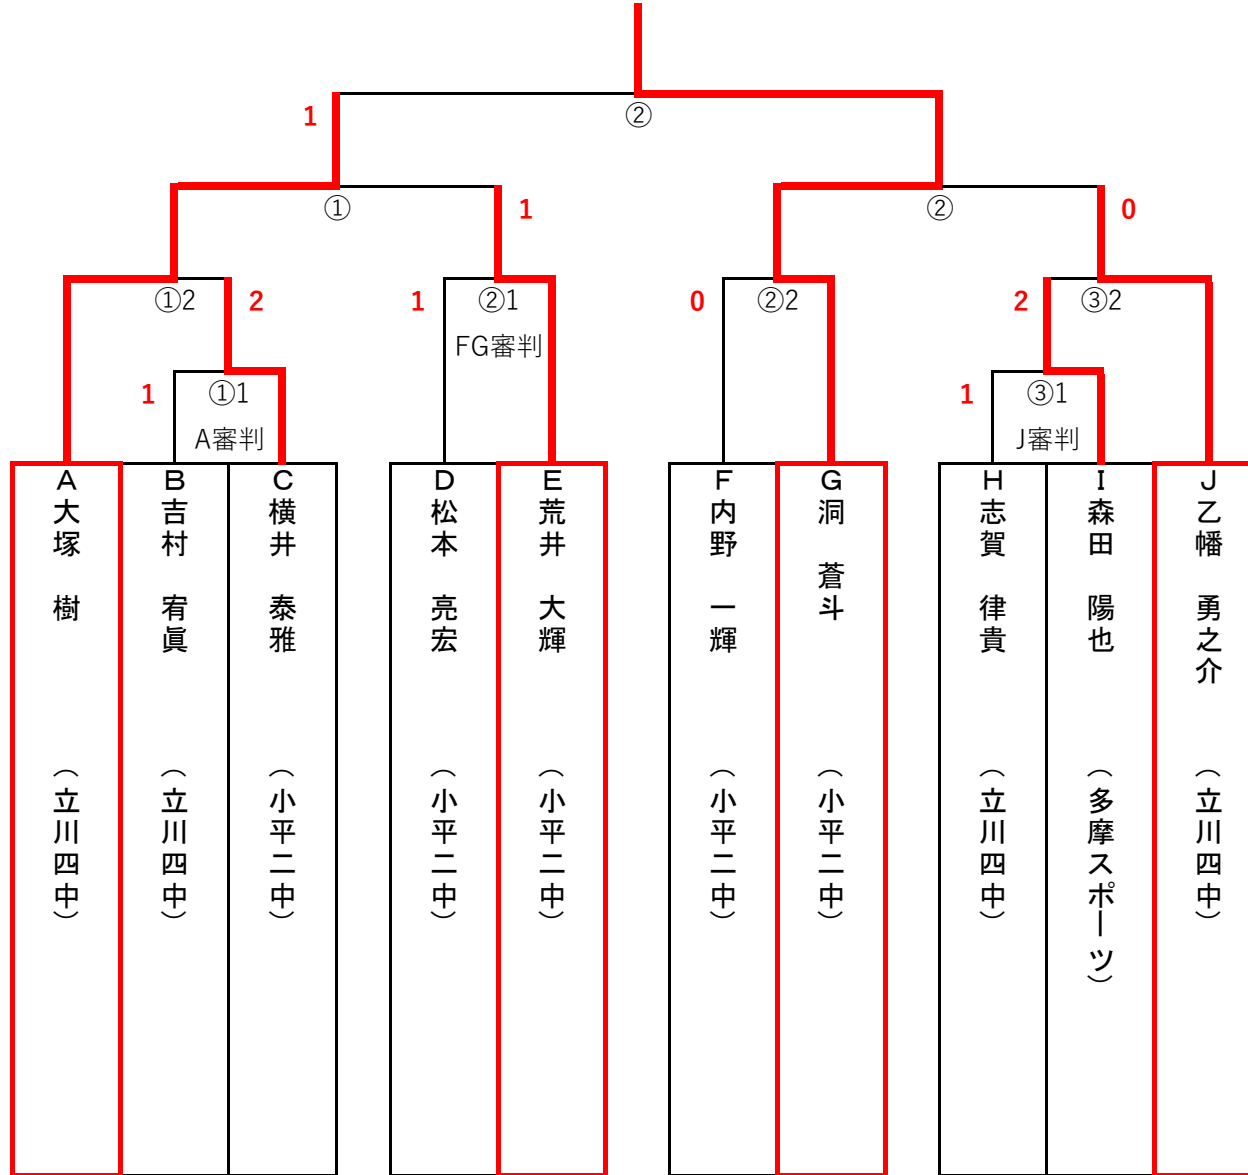 1
②
①
1
②
0
①2
2
1
②1
0
②2
2
③2
FG審判
1
①1
1
③1
A審判
J審判
A 大塚 樹 (立川四中)
B 吉村 宥眞 (立川四中)
C 横井 泰雅 (小平二中)
D 松本 亮宏 (小平二中)
E 荒井 大輝 (小平二中)
F 内野 一輝 (小平二中)
G 洞 蒼斗 (小平二中)
H 志賀 律貴 (立川四中)
I 森田 陽也 (多摩スポーツ)
J 乙幡 勇之介 (立川四中)